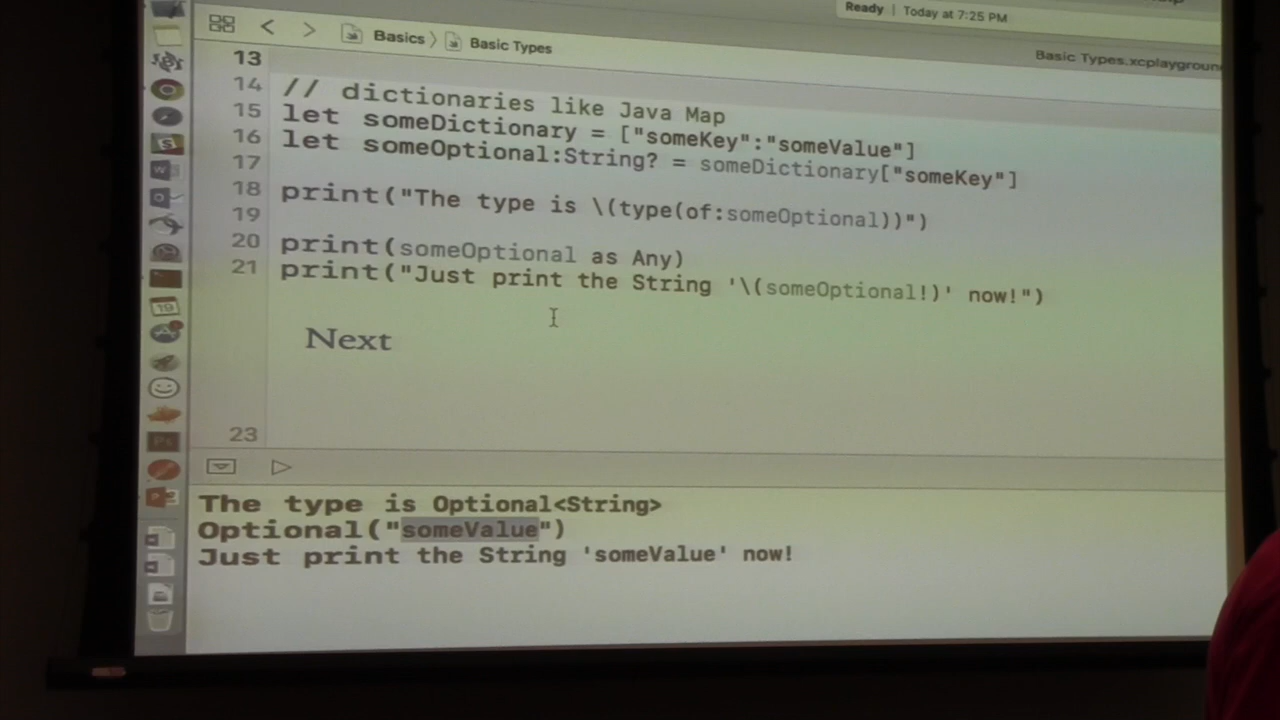 Ready | Today at 7:25 PM
Basics 〉 Basic Types
Basic Types.xcplayground
13
14 // dictionaries like Java Map
15 let someDictionary = ["someKey":"someValue"]
16 let someOptional:String? = someDictionary["someKey"]
17
18 print("The type is \(type(of:someOptional))")
19
20 print(someOptional as Any)
21 print("Just print the String '\(someOptional!)' now!")
Next
23
The type is Optional<String>
Optional("someValue")
Just print the String 'someValue' now!